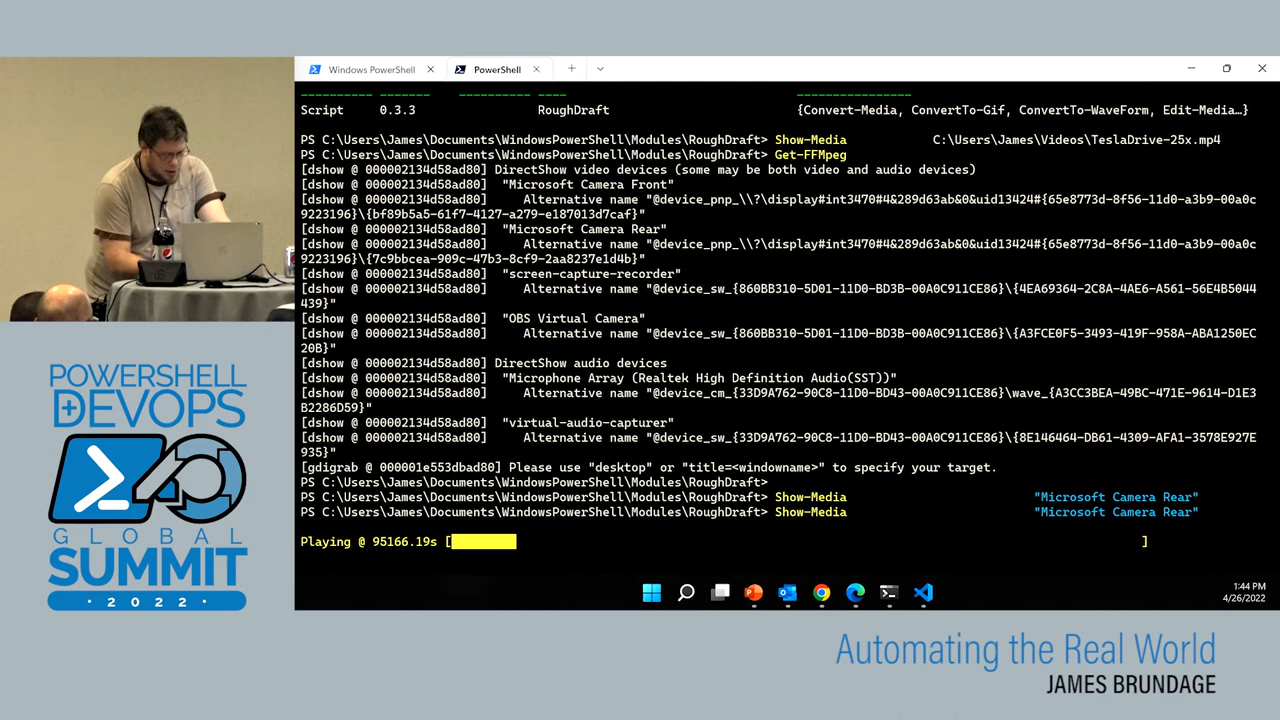 Windows PowerShell
PowerShell
---------- ------- ---------- ---- ----------------
Script 0.3.3 RoughDraft {Convert-Media, ConvertTo-Gif, ConvertTo-WaveForm, Edit-Media…}
PS C:\Users\James\Documents\WindowsPowerShell\Modules\RoughDraft> Show-Media C:\Users\James\Videos\TeslaDrive-25x.mp4
PS C:\Users\James\Documents\WindowsPowerShell\Modules\RoughDraft> Get-FFMpeg
[dshow @ 000002134d58ad80] DirectShow video devices (some may be both video and audio devices)
[dshow @ 000002134d58ad80]  "Microsoft Camera Front"
[dshow @ 000002134d58ad80]     Alternative name "@device_pnp_\\?\display#int3470#4&289d63ab&0&uid13424#{65e8773d-8f56-11d0-a3b9-00a0c
9223196}\{bf89b5a5-61f7-4127-a279-e187013d7caf}"
[dshow @ 000002134d58ad80]  "Microsoft Camera Rear"
[dshow @ 000002134d58ad80]     Alternative name "@device_pnp_\\?\display#int3470#4&289d63ab&0&uid13424#{65e8773d-8f56-11d0-a3b9-00a0c
9223196}\{7c9bbcea-909c-47b3-8cf9-2aa8237e1d4b}"
[dshow @ 000002134d58ad80]  "screen-capture-recorder"
[dshow @ 000002134d58ad80]     Alternative name "@device_sw_{860BB310-5D01-11D0-BD3B-00A0C911CE86}\{4EA69364-2C8A-4AE6-A561-56E4B5044
439}"
[dshow @ 000002134d58ad80]  "OBS Virtual Camera"
[dshow @ 000002134d58ad80]     Alternative name "@device_sw_{860BB310-5D01-11D0-BD3B-00A0C911CE86}\{A3FCE0F5-3493-419F-958A-ABA1250EC
20B}"
[dshow @ 000002134d58ad80] DirectShow audio devices
[dshow @ 000002134d58ad80]  "Microphone Array (Realtek High Definition Audio(SST))"
[dshow @ 000002134d58ad80]     Alternative name "@device_cm_{33D9A762-90C8-11D0-BD43-00A0C911CE86}\wave_{A3CC3BEA-49BC-471E-9614-D1E3
B2286D59}"
[dshow @ 000002134d58ad80]  "virtual-audio-capturer"
[dshow @ 000002134d58ad80]     Alternative name "@device_sw_{33D9A762-90C8-11D0-BD43-00A0C911CE86}\{8E146464-DB61-4309-AFA1-3578E927E
935}"
[gdigrab @ 000001e553dbad80] Please use "desktop" or "title=<windowname>" to specify your target.
PS C:\Users\James\Documents\WindowsPowerShell\Modules\RoughDraft>
PS C:\Users\James\Documents\WindowsPowerShell\Modules\RoughDraft> Show-Media "Microsoft Camera Rear"
PS C:\Users\James\Documents\WindowsPowerShell\Modules\RoughDraft> Show-Media "Microsoft Camera Rear"
Playing @ 95166.19s [ ]
1:44 PM
4/26/2022
POWERSHELL
DEVOPS
GLOBAL
SUMMIT
· 2022 ·
Automating the Real World
JAMES BRUNDAGE